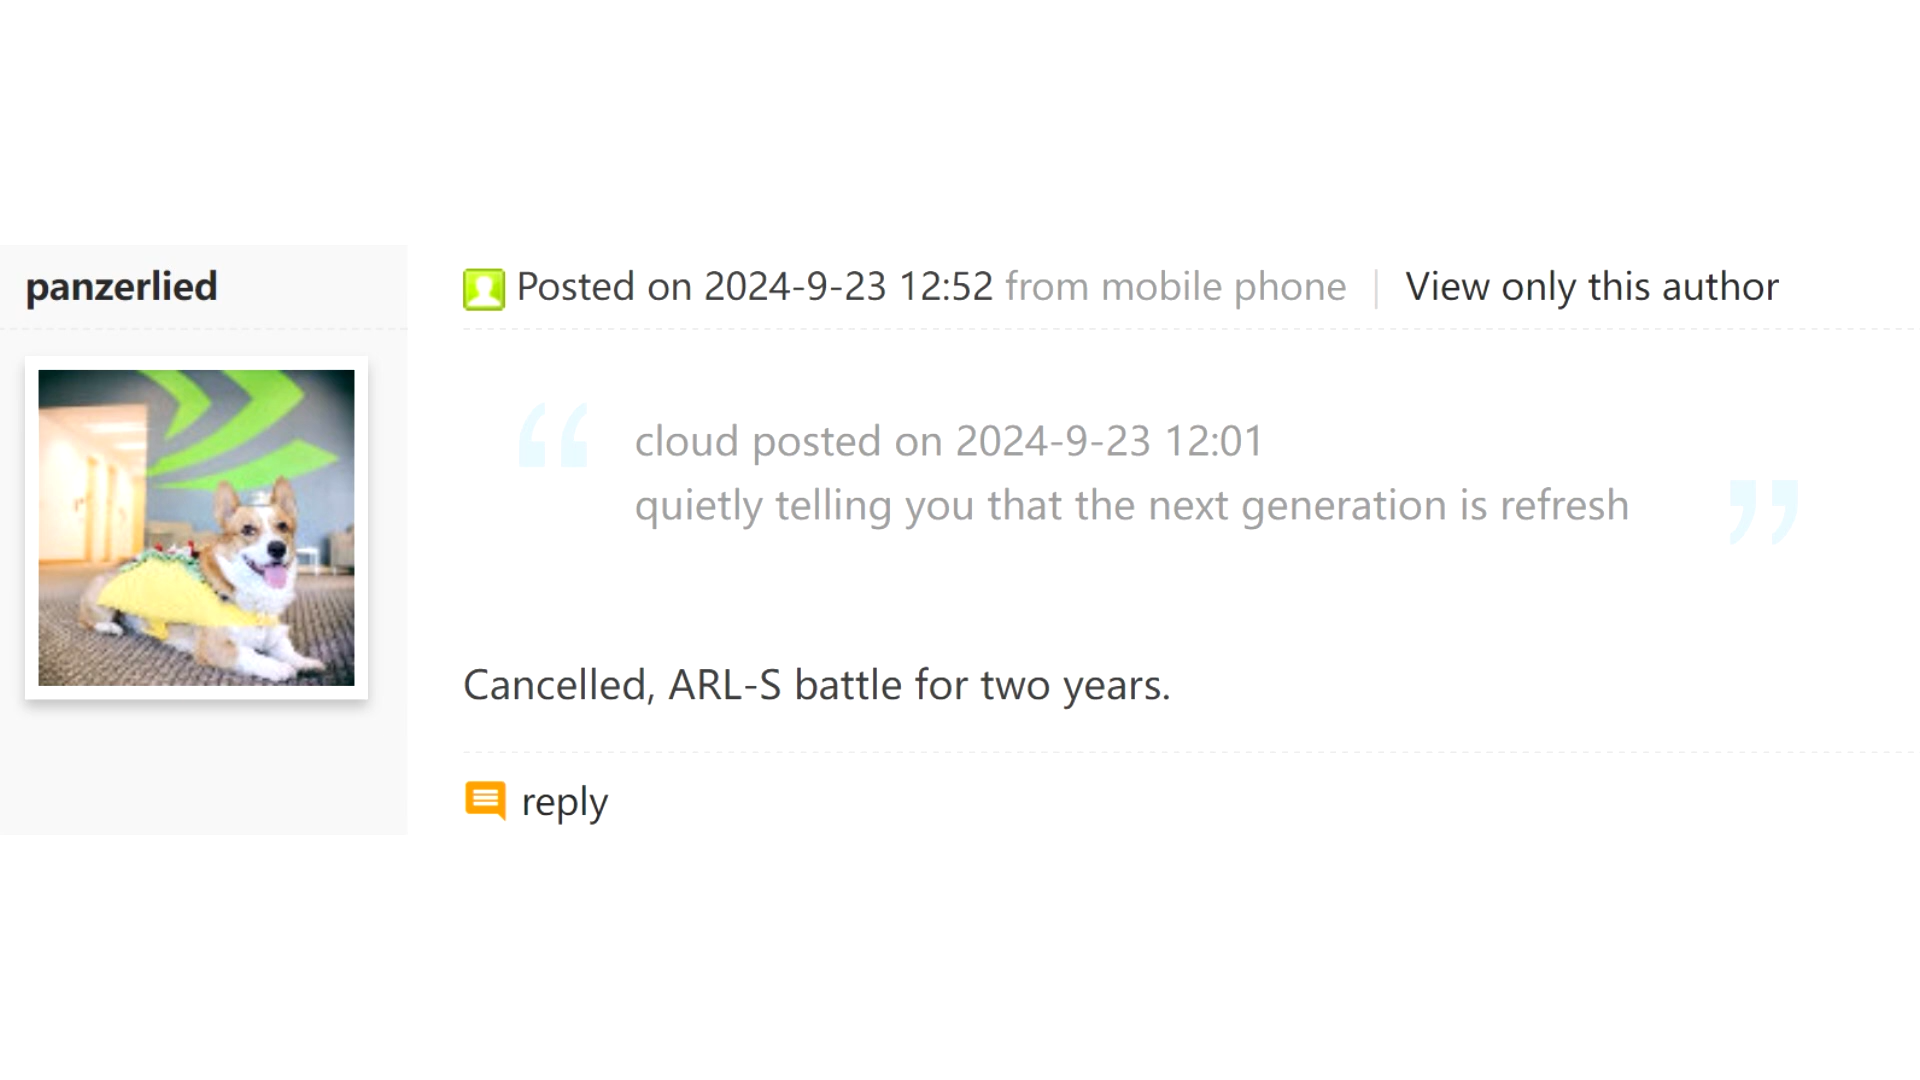 panzerlied
Posted on 2024-9-23 12:52 from mobile phone | View only this author
“
cloud posted on 2024-9-23 12:01
quietly telling you that the next generation is refresh
”
Cancelled, ARL-S battle for two years.
reply